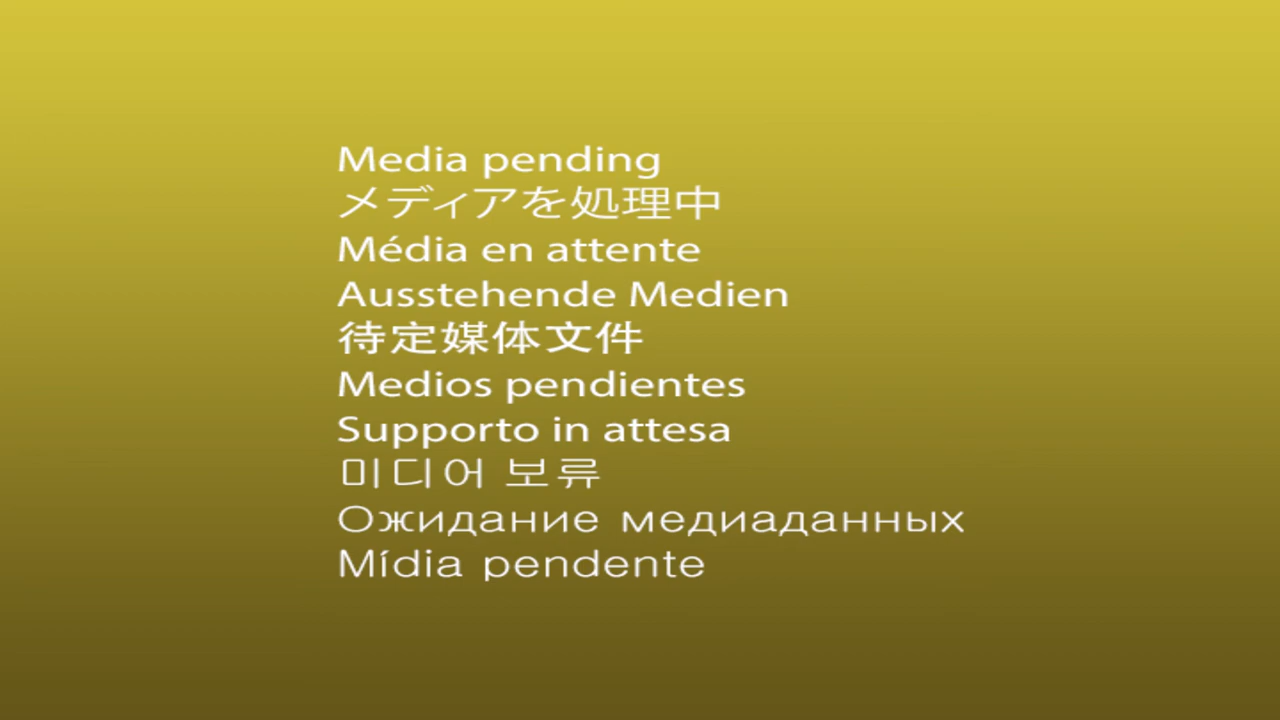 Media pending
メディアを処理中
Média en attente
Ausstehende Medien
待定媒体文件
Medios pendientes
Supporto in attesa
미디어 보류
Ожидание медиаданных
Mídia pendente